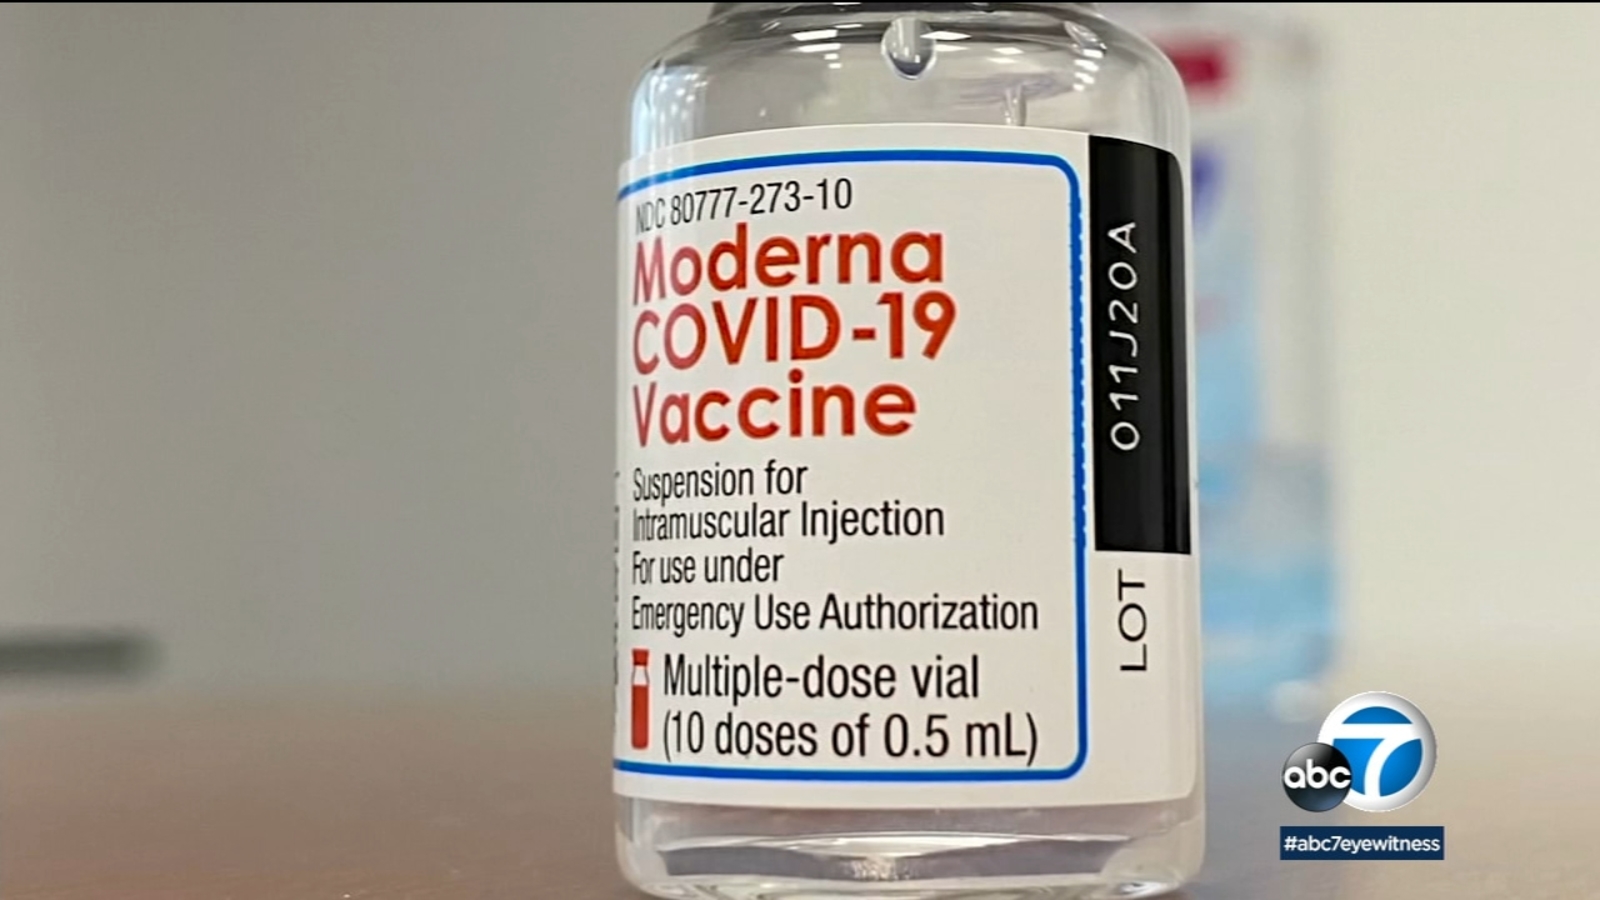 NDC 80777-273-10
Moderna
COVID-19
Vaccine
Suspension for
Intramuscular Injection
For use under
Emergency Use Authorization
Multiple-dose vial
(10 doses of 0.5 mL)
LOT 011J20A
abc 7
#abc7eyewitness